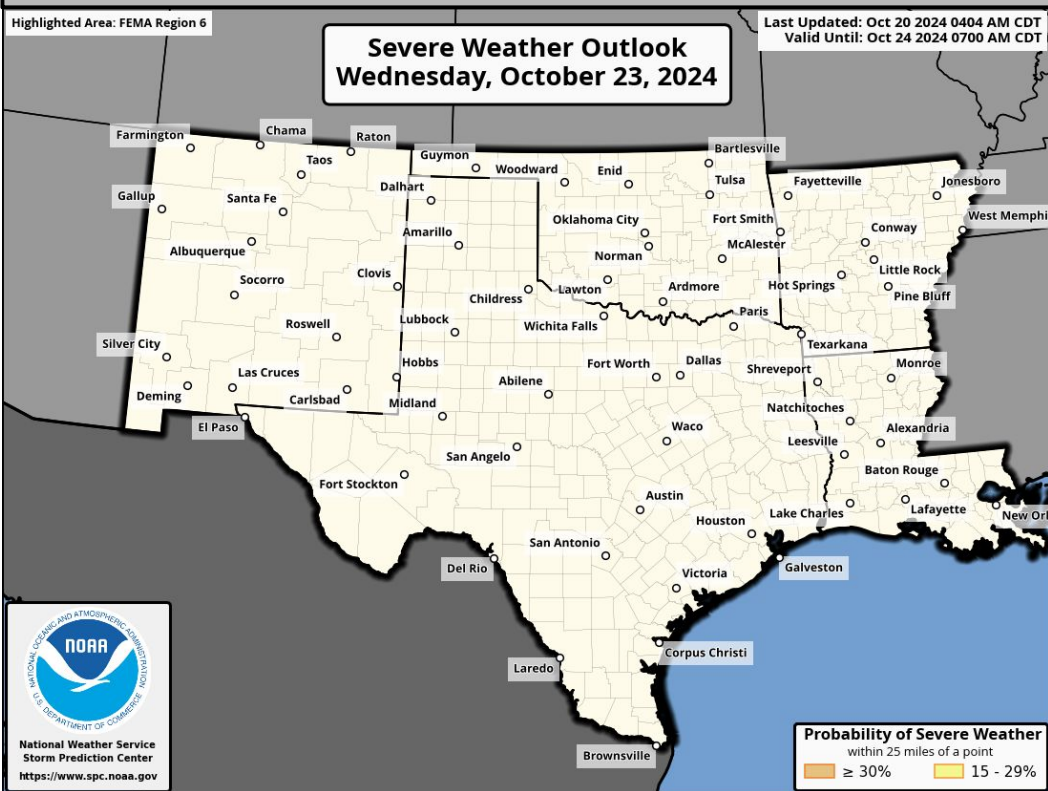 Highlighted Area: FEMA Region 6
Last Updated: Oct 20 2024 0404 AM CDT
Valid Until: Oct 24 2024 0700 AM CDT
Severe Weather Outlook
Wednesday, October 23, 2024
Farmington
Chama
Raton
Taos
Guymon
Woodward
Enid
Bartlesville
Tulsa
Fayetteville
Jonesboro
Gallup
Santa Fe
Dalhart
Amarillo
Oklahoma City
Fort Smith
West Memphi
Albuquerque
Norman
McAlester
Conway
Socorro
Clovis
Childress
Lawton
Ardmore
Hot Springs
Little Rock
Pine Bluff
Roswell
Lubbock
Wichita Falls
Paris
Texarkana
Silver City
Las Cruces
Hobbs
Abilene
Fort Worth
Dallas
Shreveport
Monroe
Deming
Carlsbad
Midland
Natchitoches
El Paso
Waco
Leesville
Alexandria
San Angelo
Fort Stockton
Baton Rouge
Austin
Houston
Lake Charles
Lafayette
New Orl
San Antonio
Del Rio
Galveston
Victoria
Corpus Christi
Laredo
Brownsville
NATIONAL OCEANIC AND ATMOSPHERIC ADMINISTRATION
NOAA
U.S. DEPARTMENT OF COMMERCE
National Weather Service
Storm Prediction Center
https://www.spc.noaa.gov
Probability of Severe Weather
within 25 miles of a point
≥ 30%
15 - 29%